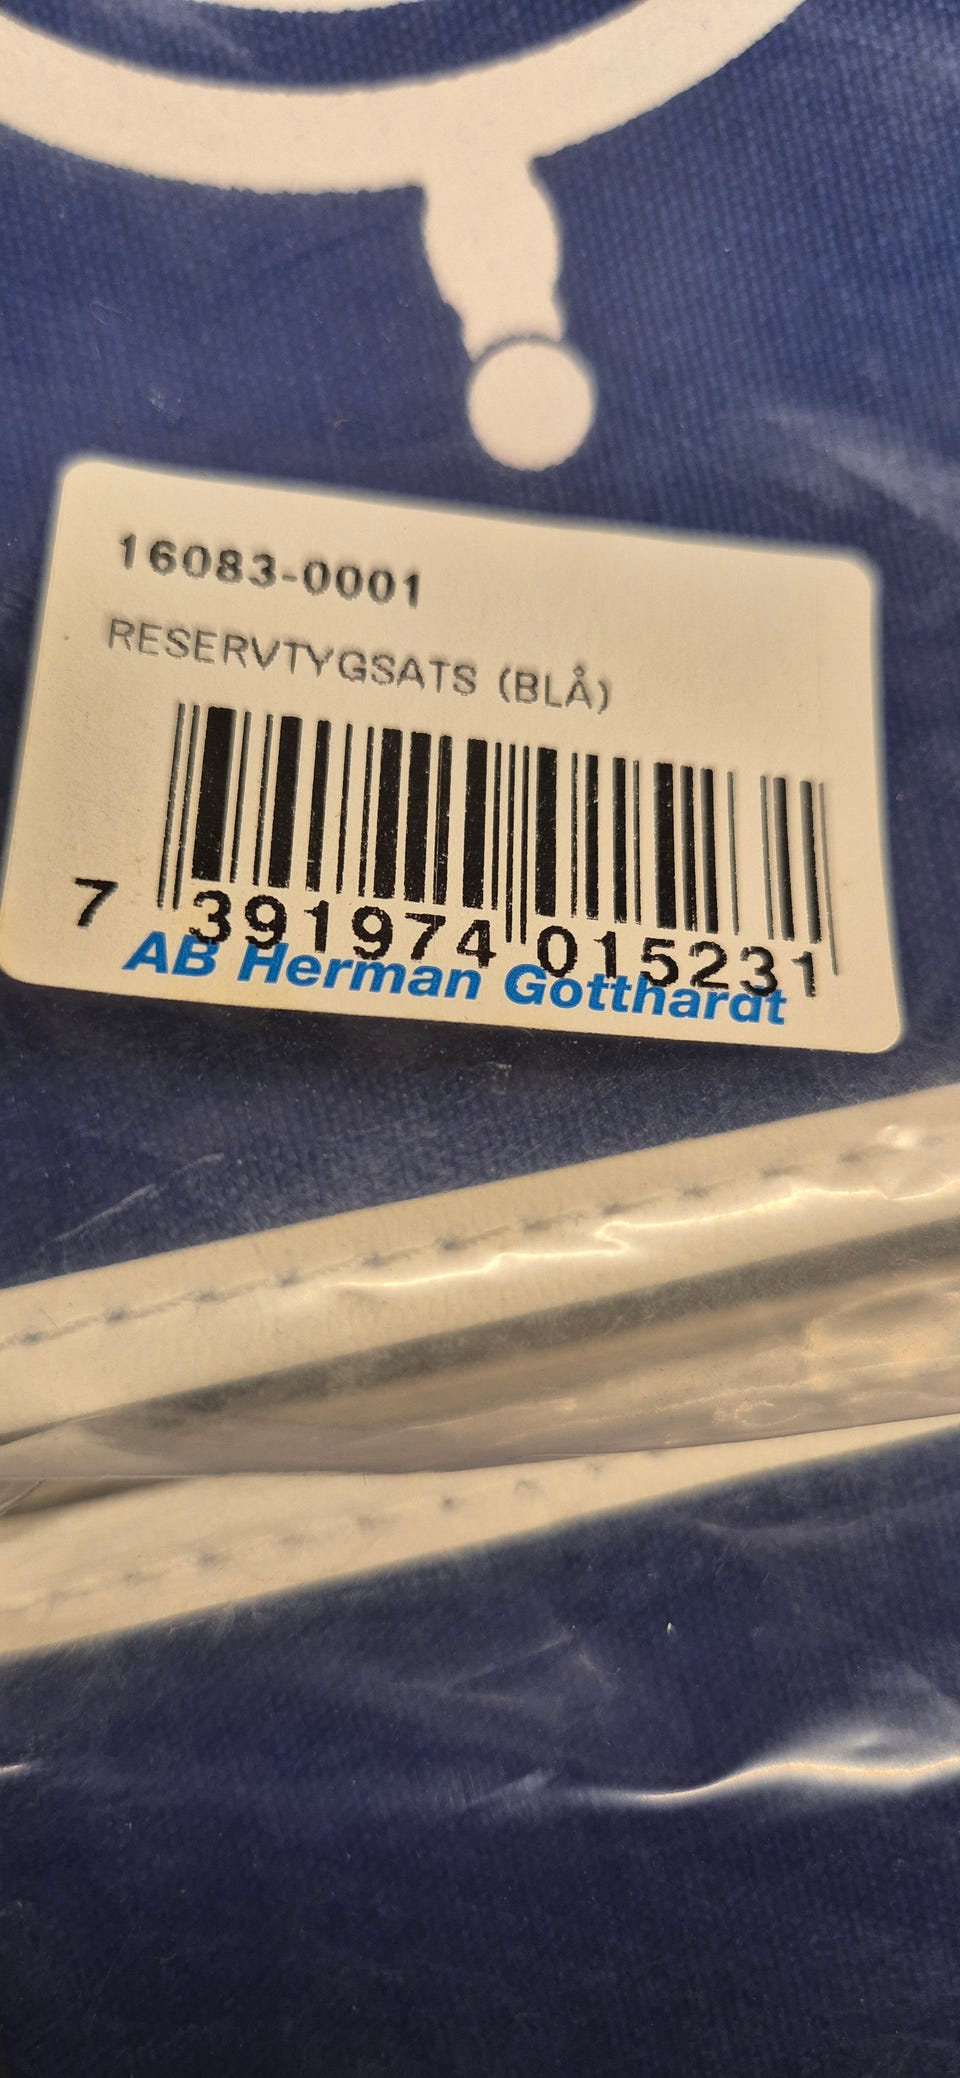 16083-0001
RESERVTYGSATS (BLÅ)
7 391974 015231
AB Herman Gotthardt